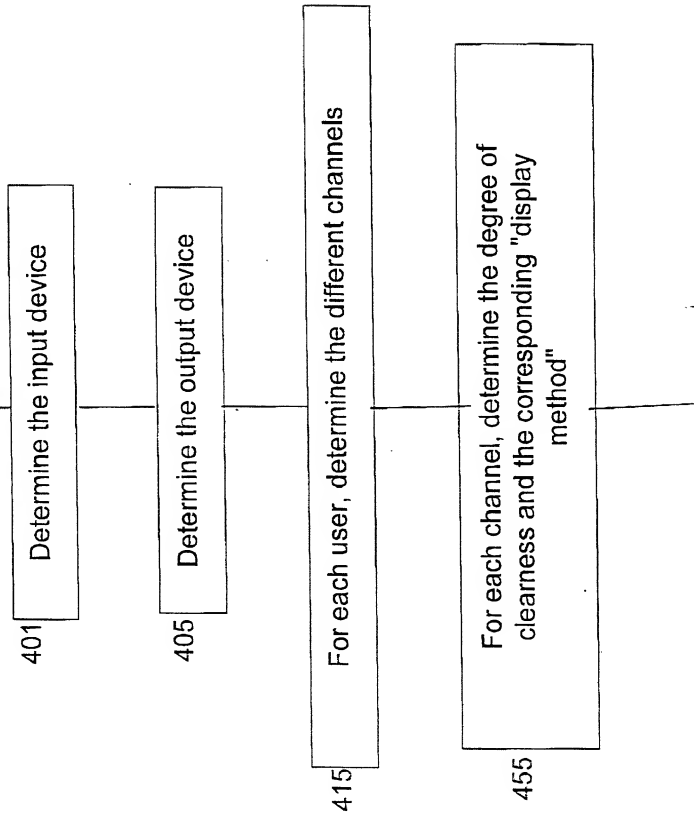 401
Determine the input device
405
Determine the output device
415
For each user, determine the different channels
455
For each channel, determine the degree of
clearness and the corresponding "display
method"